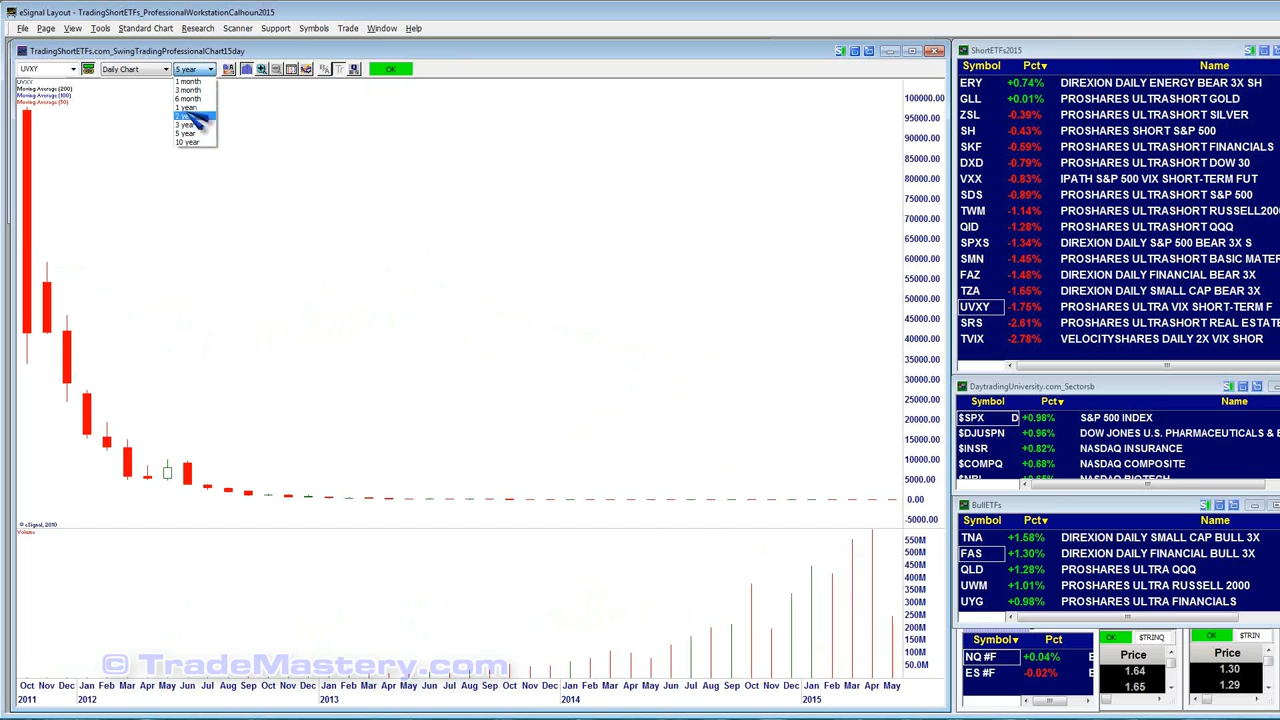 eSignal Layout - TradingShortETFs_ProfessionalWorkstationCalhoun2015
File Page View Tools Standard Chart Research Scanner Support Symbols Trade Window Help
TradingShortETFs.com_SwingTradingProfessionalChart15day
UVXY Daily Chart 5 year OK
1 month
3 month
6 month
1 year
3 year
5 year
10 year
UVXY
Moving Average (200)
Moving Average (100)
Moving Average (50)
100000.00
95000.00
90000.00
85000.00
80000.00
75000.00
70000.00
65000.00
60000.00
55000.00
50000.00
45000.00
40000.00
35000.00
30000.00
25000.00
20000.00
15000.00
10000.00
5000.00
0.00
-5000.00
© eSignal, 2010
Volume
550M
500M
450M
400M
350M
300M
250M
200M
150M
100M
50.0M
© TradeMastery.com
Oct Nov Dec Jan Feb Mar Apr May Jun Jul Aug Sep Oct Nov Dec Jan Feb Mar Apr May Jun Jul Aug Sep Oct Nov Dec Jan Feb Mar Apr May Jun Jul Aug Sep Oct Nov Dec Jan Feb Mar Apr May
2011 2012 2013 2014 2015
ShortETFs2015
Symbol Pct Name
ERY +0.74% DIREXION DAILY ENERGY BEAR 3X SH
GLL +0.01% PROSHARES ULTRASHORT GOLD
ZSL -0.39% PROSHARES ULTRASHORT SILVER
SH -0.43% PROSHARES SHORT S&P 500
SKF -0.59% PROSHARES ULTRASHORT FINANCIALS
DXD -0.79% PROSHARES ULTRASHORT DOW 30
VXX -0.83% IPATH S&P 500 VIX SHORT-TERM FUT
SDS -0.89% PROSHARES ULTRASHORT S&P 500
TWM -1.14% PROSHARES ULTRASHORT RUSSELL200
QID -1.28% PROSHARES ULTRASHORT QQQ
SPXS -1.34% DIREXION DAILY S&P 500 BEAR 3X S
SMN -1.45% PROSHARES ULTRASHORT BASIC MATER
FAZ -1.48% DIREXION DAILY FINANCIAL BEAR 3X
TZA -1.65% DIREXION DAILY SMALL CAP BEAR 3X
UVXY -1.75% PROSHARES ULTRA VIX SHORT-TERM F
SRS -2.61% PROSHARES ULTRASHORT REAL ESTATE
TVIX -2.78% VELOCITYSHARES DAILY 2X VIX SHOR
DaytradingUniversity.com_Sectorsb
Symbol Pct Name
$SPX D +0.98% S&P 500 INDEX
$DJUSPN +0.96% DOW JONES U.S. PHARMACEUTICALS &
$INSR +0.82% NASDAQ INSURANCE
$COMPQ +0.68% NASDAQ COMPOSITE
$NBI +0.54% NASDAQ BIOTECH
BullETFs
Symbol Pct Name
TNA +1.58% DIREXION DAILY SMALL CAP BULL 3X
FAS +1.30% DIREXION DAILY FINANCIAL BULL 3X
QLD +1.28% PROSHARES ULTRA QQQ
UWM +1.01% PROSHARES ULTRA RUSSELL 2000
UYG +0.98% PROSHARES ULTRA FINANCIALS
Symbol Pct
NQ #F +0.04% E
ES #F -0.02% E
OK $TRINQ
Price
1.64
1.65
OK $TRIN
Price
1.30
1.29